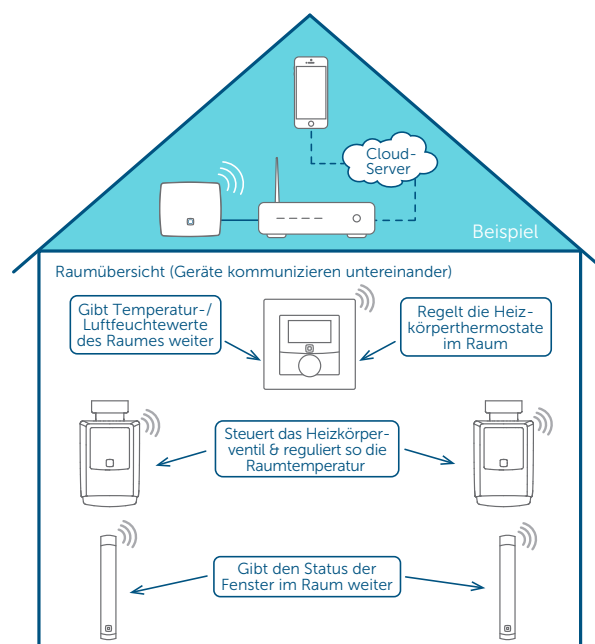 Cloud-
Server
Beispiel
Raumübersicht (Geräte kommunizieren untereinander)
Gibt Temperatur-/
Luftfeuchtewerte
des Raumes weiter
Regelt die Heiz-
körperthermostate
im Raum
Steuert das Heizkörper-
ventil & reguliert so die
Raumtemperatur
Gibt den Status der
Fenster im Raum weiter